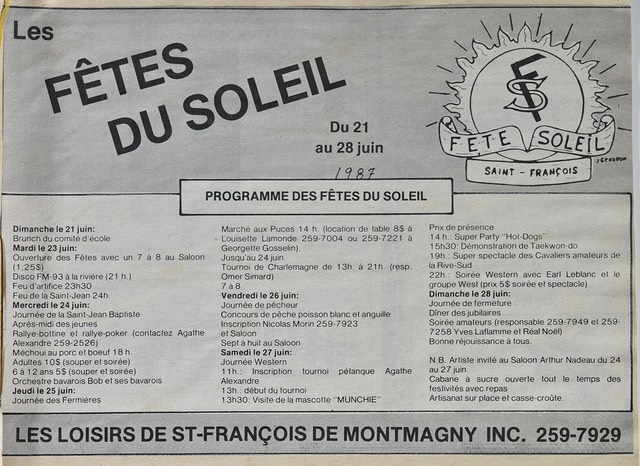 Les
FÊTES
DU SOLEIL
Du 21
au 28 juin
1987
FS
FETE SOLEIL
J. GENDRON
SAINT - FRANÇOIS
PROGRAMME DES FÊTES DU SOLEIL
Dimanche le 21 juin:
Brunch du comité d'école
Mardi le 23 juin:
Ouverture des Fêtes avec un 7 à 8 au Saloon
(1,25$)
Disco FM-93 à la rivière (21 h.)
Feu d'artifice 23h30
Feu de la Saint-Jean 24h.
Mercredi le 24 juin:
Journée de la Saint-Jean Baptiste
Après-midi des jeunes
Rallye-bottine et rallye-poker (contactez Agathe
Alexandre 259-2526)
Méchoui au porc et boeuf 18 h.
Adultes 10$ (souper et soirée)
6 à 12 ans 5$ (souper et soirée)
Orchestre bavarois Bob et ses bavarois
Jeudi le 25 juin:
Journée des Fermières
Marché aux Puces 14 h. (location de table 8$ à
Louisette Lamonde 259-7004 ou 259-7221 à
Georgette Gosselin).
Jusqu'au 24 juin
Tournoi de Charlemagne de 13h. à 21h. (resp.
Omer Simard)
7 à 8
Vendredi le 26 juin:
Journée de pêcheur
Concours de pêche poisson blanc et anguille
Inscription Nicolas Morin 259-7923
et Saloon
Sept à huit au Saloon
Samedi le 27 juin:
Journée Western
11h.: Inscription tournoi pétanque Agathe
Alexandre
13h.: début du tournoi
13h30: Visite de la mascotte "MUNCHIE"
Prix de présence
14 h.: Super Party "Hot-Dogs"
15h30: Démonstration de Taekwon-do
19h.: Super spectacle des Cavaliers amateurs de
la Rive-Sud
22h.: Soirée Western avec Earl Leblanc et le
groupe West (prix 5$ soirée et spectacle)
Dimanche le 28 juin:
Journée de fermeture
Dîner des jubilaires
Soirée amateurs (responsable 259-7949 et 259-
7258 Yves Laflamme et Réal Noël)
Bonne réjouissance à tous.
N.B. Artiste invité au Saloon Arthur Nadeau du 24
au 27 juin.
Cabane à sucre ouverte tout le temps des
festivités avec repas
Artisanat sur place et casse-croûte.
LES LOISIRS DE ST-FRANÇOIS DE MONTMAGNY INC. 259-7929